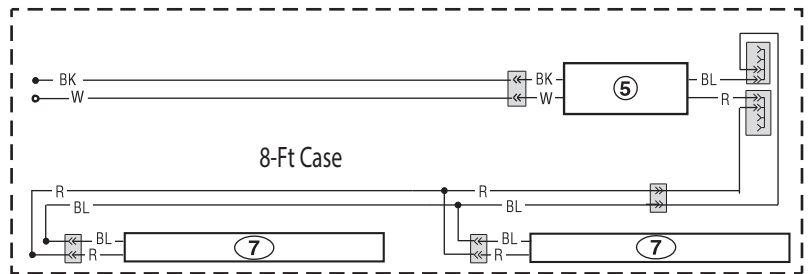 BK BK ⑤ BL
W W R
8-Ft Case
R R
BL BL
BL ⑦ BL ⑦
R R